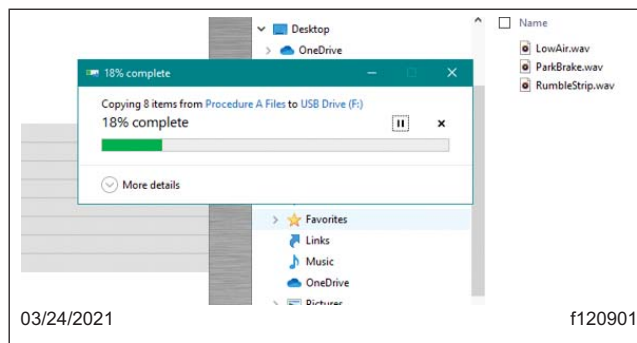 Desktop
OneDrive
Name
LowAir.wav
ParkBrake.wav
RumbleStrip.wav
18% complete
Copying 8 items from Procedure A Files to USB Drive (F:)
18% complete
More details
Favorites
Links
Music
OneDrive
Pictures
03/24/2021
f120901